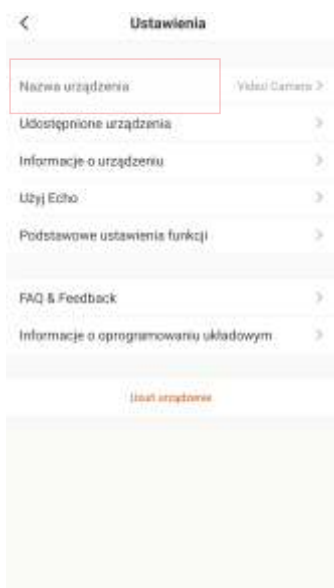 Ustawienia
Nazwa urządzenia
Video Camera
Udostępnione urządzenia
Informacje o urządzeniu
Użyj Echo
Podstawowe ustawienia funkcji
FAQ & Feedback
Informacje o oprogramowaniu układowym
Usuń urządzenie